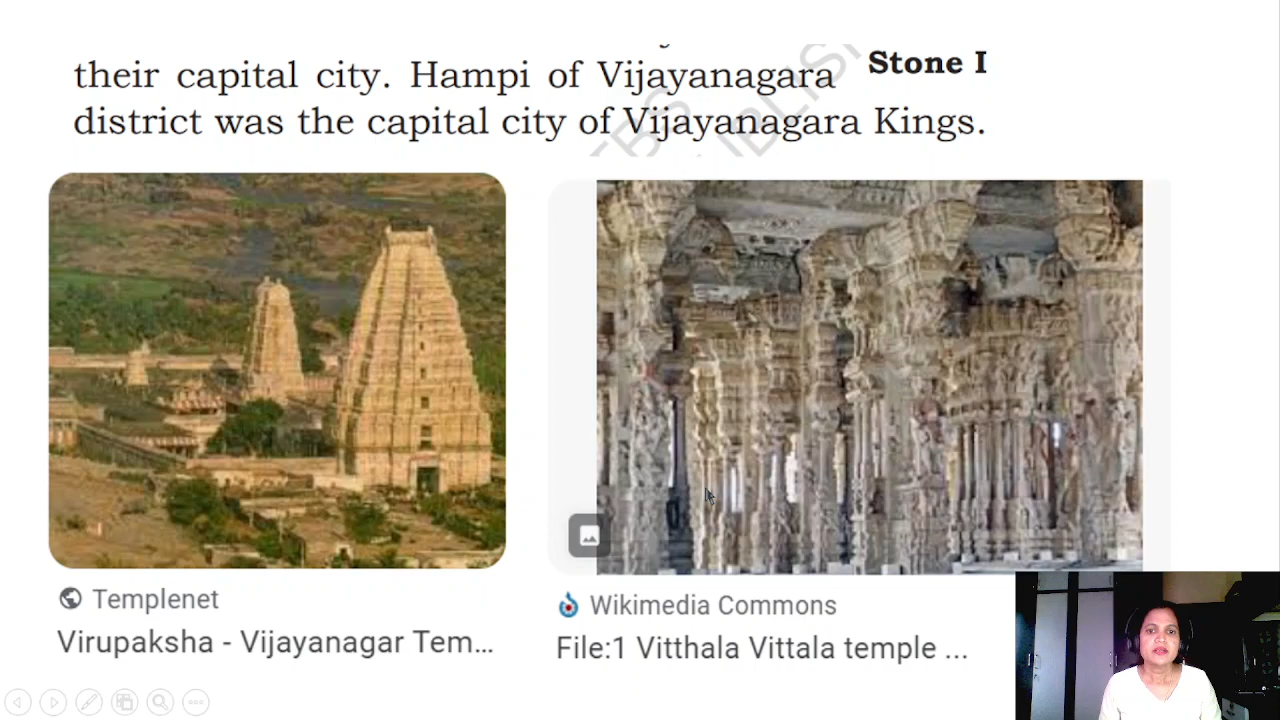 their capital city. Hampi of Vijayanagara
Stone I
district was the capital city of Vijayanagara Kings.
Templenet
Virupaksha - Vijayanagar Tem...
Wikimedia Commons
File:1 Vitthala Vittala temple ...